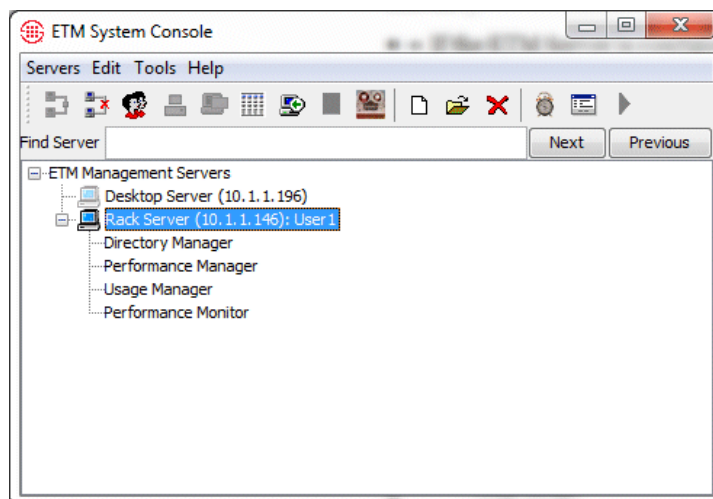 ETM System Console
Servers Edit Tools Help
Find Server Next Previous
ETM Management Servers
Desktop Server (10.1.1.196)
Rack Server (10.1.1.146): User1
Directory Manager
Performance Manager
Usage Manager
Performance Monitor